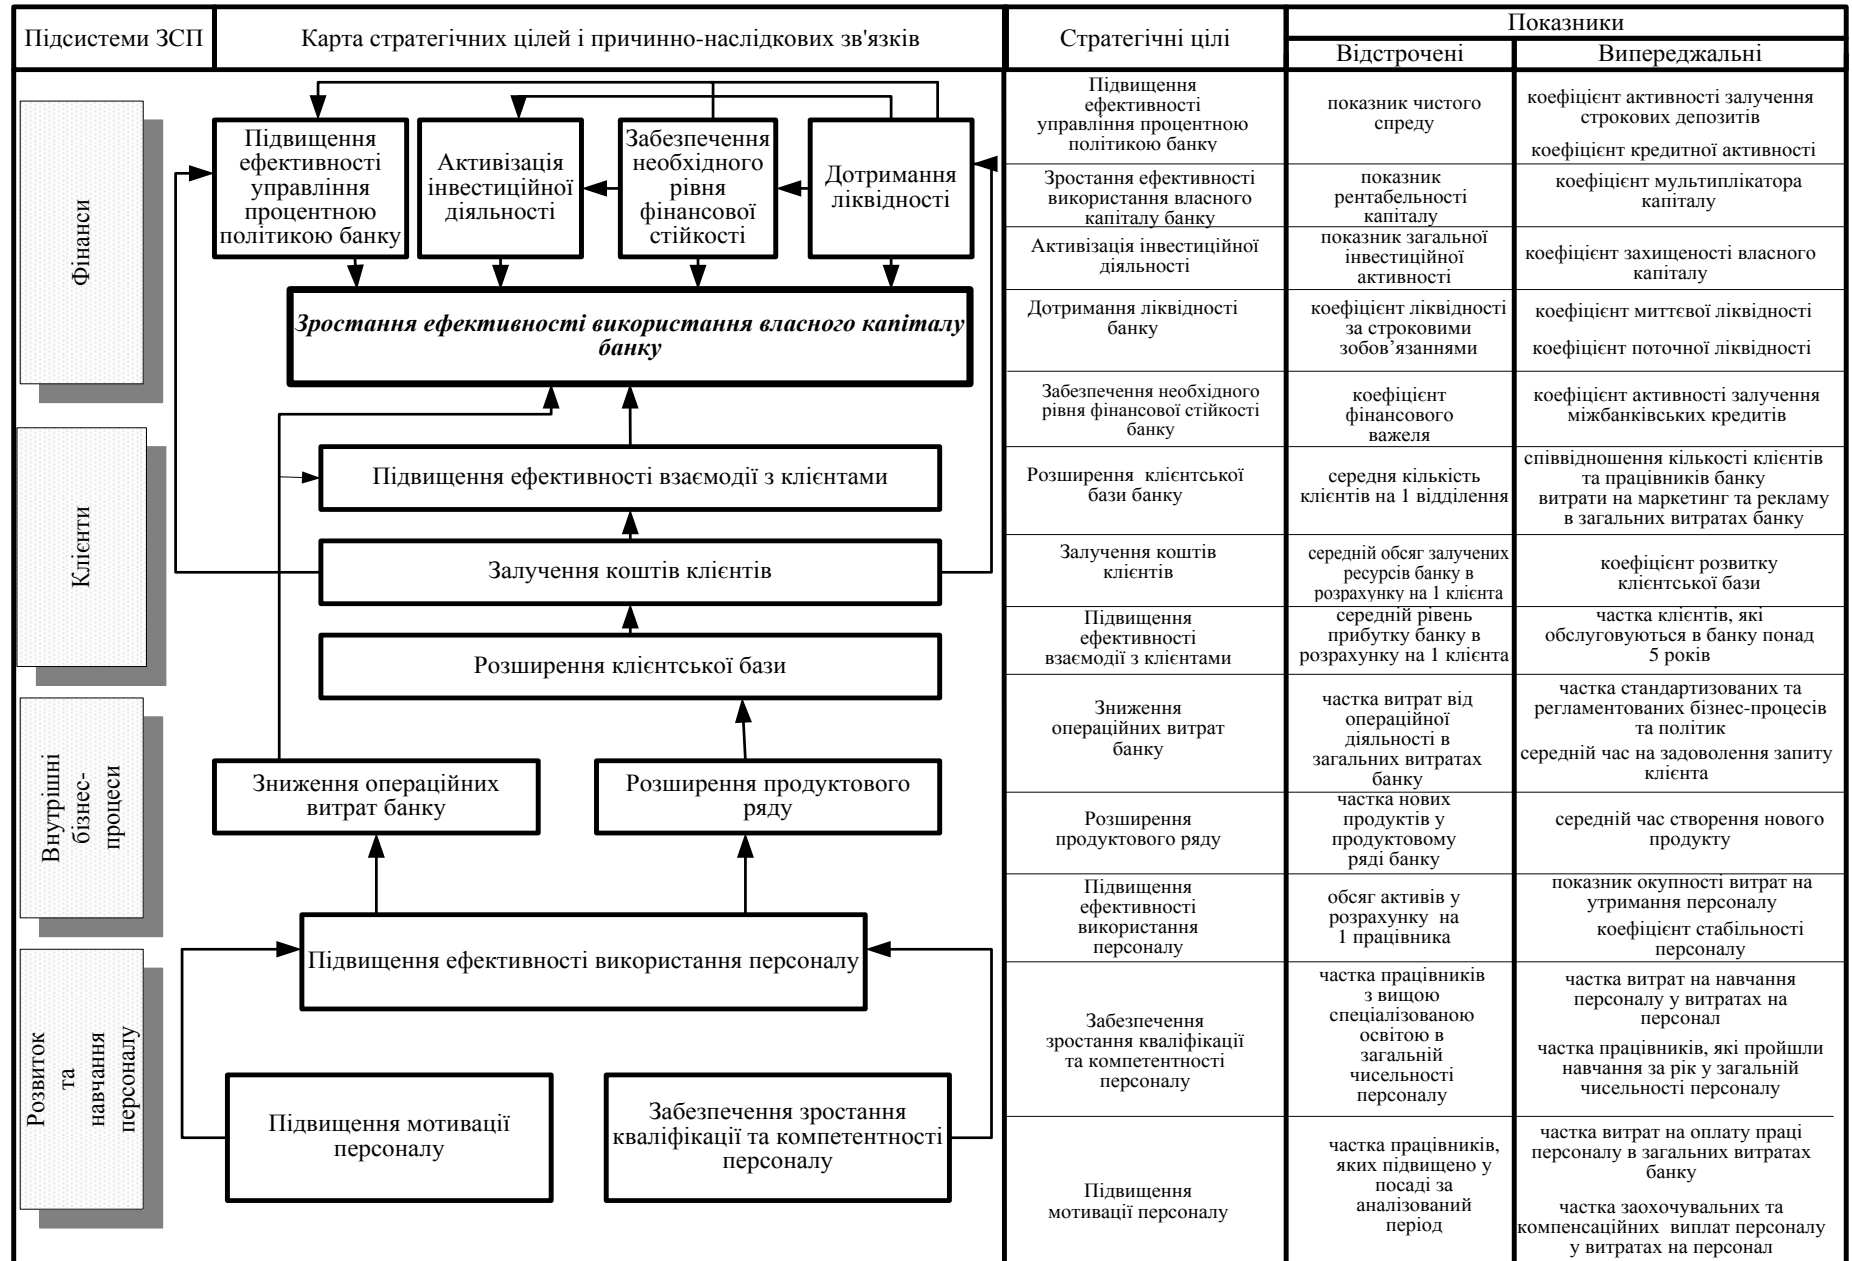 Підсистеми ЗСП
Карта стратегічних цілей і причинно-наслідкових зв'язків
Стратегічні цілі
Показники
Відстрочені
Випереджальні
Фінанси
Підвищення
ефективності
управління
процентною
політикою банку
Активізація
інвестиційної
діяльності
Забезпечення
необхідного
рівня
фінансової
стійкості
Дотримання
ліквідності
Зростання ефективності використання власного капіталу
банку
Клієнти
Підвищення ефективності взаємодії з клієнтами
Залучення коштів клієнтів
Розширення клієнтської бази
Внутрішні
бізнес-
процеси
Зниження операційних
витрат банку
Розширення продуктового
ряду
Розвиток
та
навчання
персоналу
Підвищення ефективності використання персоналу
Підвищення мотивації
персоналу
Забезпечення зростання
кваліфікації та компетентності
персоналу
Підвищення
ефективності
управління процентною
політикою банку
показник чистого
спреду
коефіцієнт активності залучення
строкових депозитів
коефіцієнт кредитної активності
Зростання ефективності
використання власного
капіталу банку
показник
рентабельності
капіталу
коефіцієнт мультиплікатора
капіталу
Активізація інвестиційної
діяльності
показник загальної
інвестиційної
активності
коефіцієнт захищеності власного
капіталу
Дотримання ліквідності
банку
коефіцієнт ліквідності
за строковими
зобов’язаннями
коефіцієнт миттєвої ліквідності
коефіцієнт поточної ліквідності
Забезпечення необхідного
рівня фінансової стійкості
банку
коефіцієнт
фінансового
важеля
коефіцієнт активності залучення
міжбанківських кредитів
Розширення клієнтської
бази банку
середня кількість
клієнтів на 1 відділення
співвідношення кількості клієнтів
та працівників банку
витрати на маркетинг та рекламу
в загальних витратах банку
Залучення коштів
клієнтів
середній обсяг залучених
ресурсів банку в
розрахунку на 1 клієнта
коефіцієнт розвитку
клієнтської бази
Підвищення
ефективності
взаємодії з клієнтами
середній рівень
прибутку банку в
розрахунку на 1 клієнта
частка клієнтів, які
обслуговуються в банку понад
5 років
Зниження
операційних витрат
банку
частка витрат від
операційної
діяльності в
загальних витратах
банку
частка стандартизованих та
регламентованих бізнес-процесів
та політик
середній час на задоволення запиту
клієнта
Розширення
продуктового ряду
частка нових
продуктів у
продуктовому
ряді банку
середній час створення нового
продукту
Підвищення
ефективності
використання
персоналу
обсяг активів у
розрахунку на
1 працівника
показник окупності витрат на
утримання персоналу
коефіцієнт стабільності
персоналу
Забезпечення
зростання кваліфікації
та компетентності
персоналу
частка працівників
з вищою
спеціалізованою
освітою в
загальній
чисельності
персоналу
частка витрат на навчання
персоналу у витратах на
персонал
частка працівників, які пройшли
навчання за рік у загальній
чисельності персоналу
Підвищення
мотивації персоналу
частка працівників,
яких підвищено у
посаді за
аналізований
період
частка витрат на оплату праці
персоналу в загальних витратах
банку
частка заохочувальних та
компенсаційних виплат персоналу
у витратах на персонал